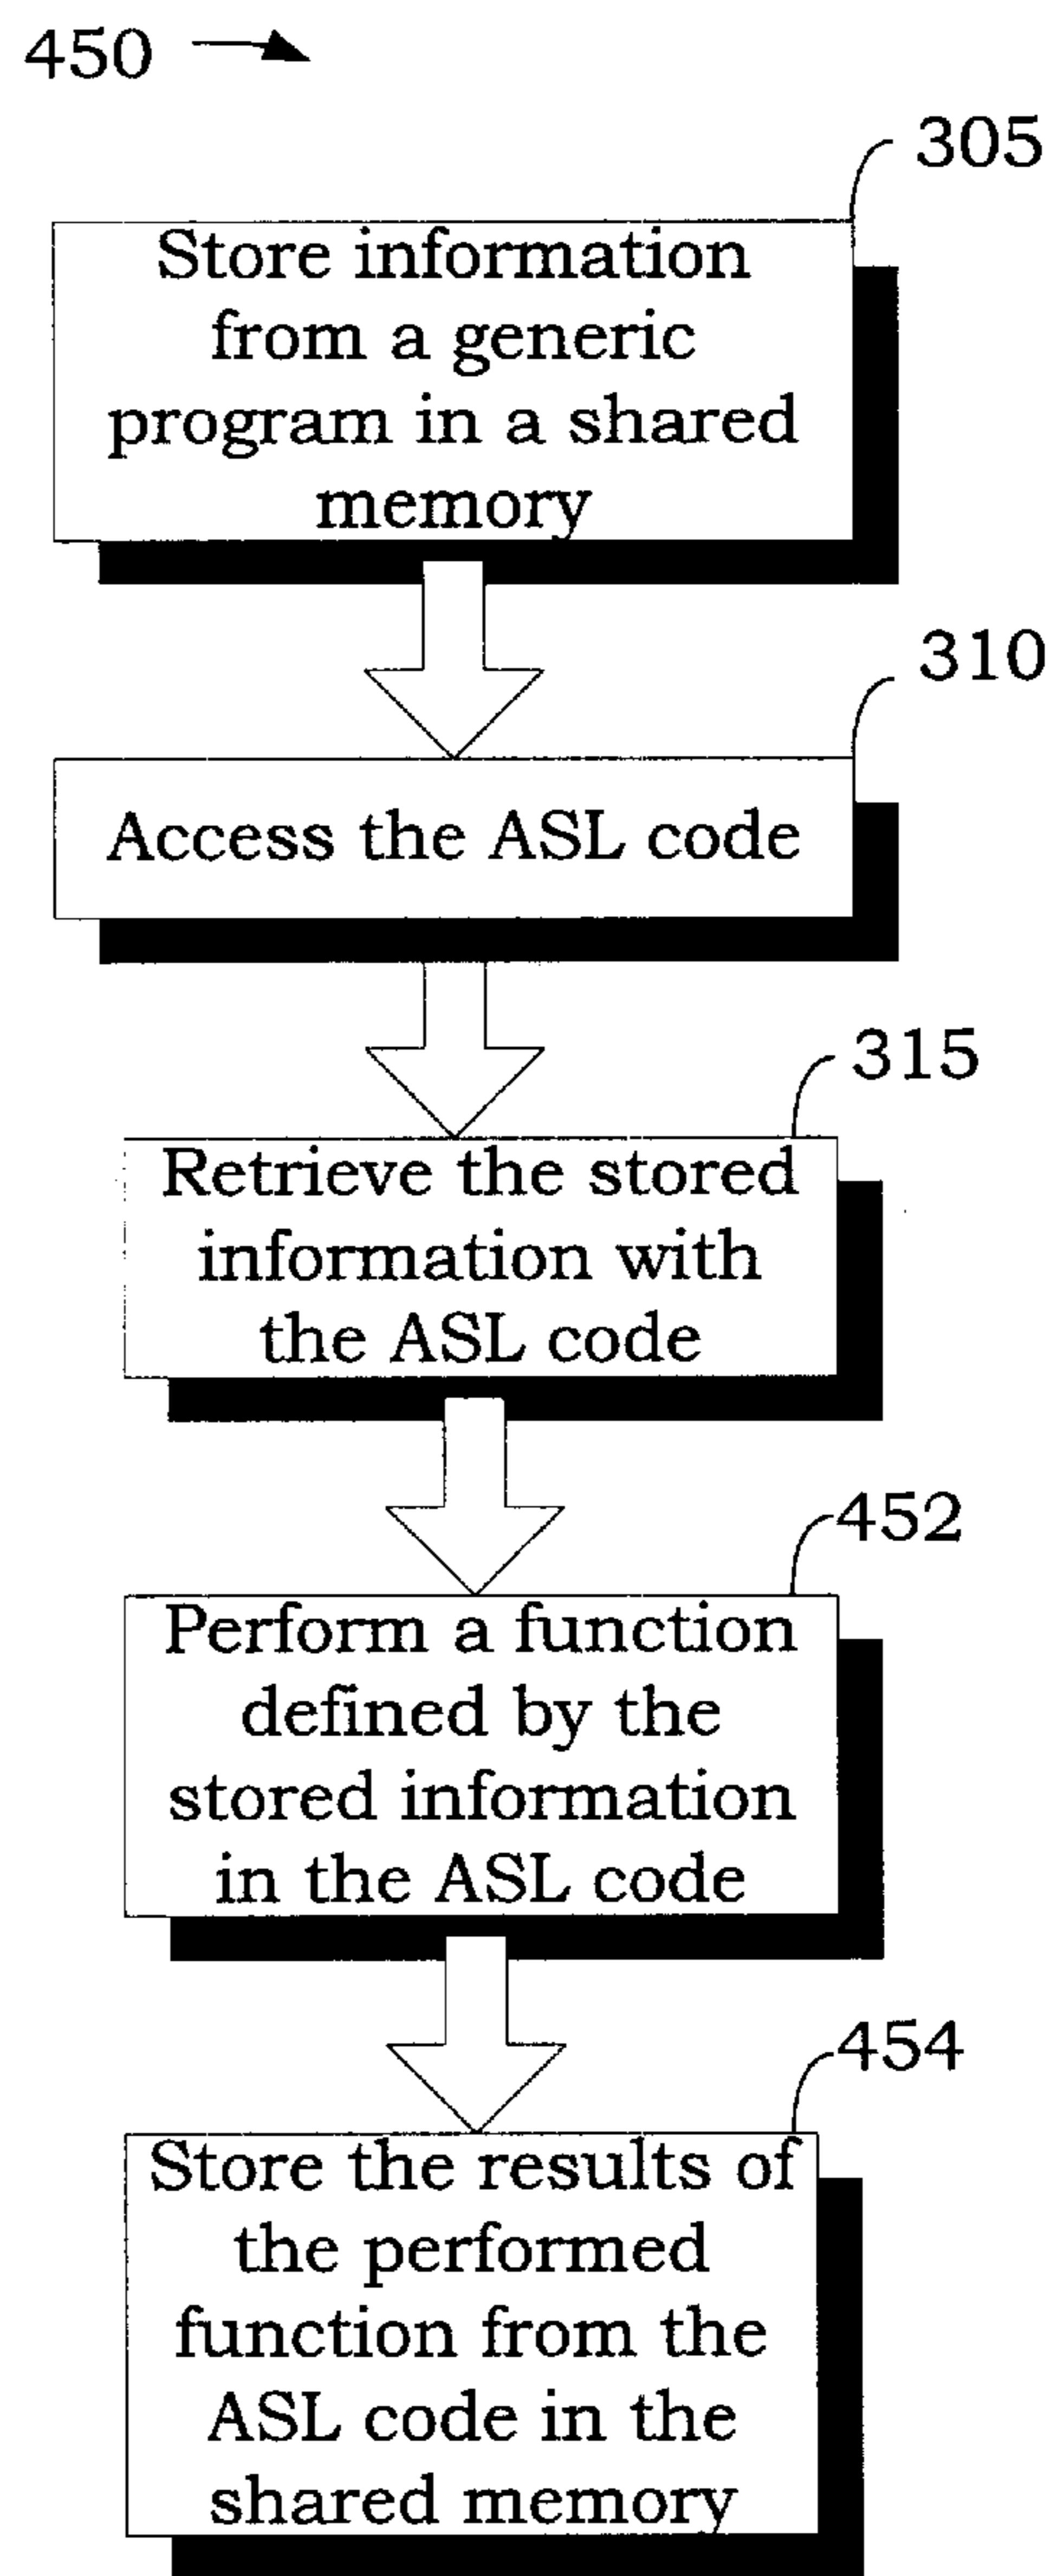 450
305
Store information
from a generic
program in a shared
memory
310
Access the ASL code
315
Retrieve the stored
information with
the ASL code
452
Perform a function
defined by the
stored information
in the ASL code
454
Store the results of
the performed
function from the
ASL code in the
shared memory